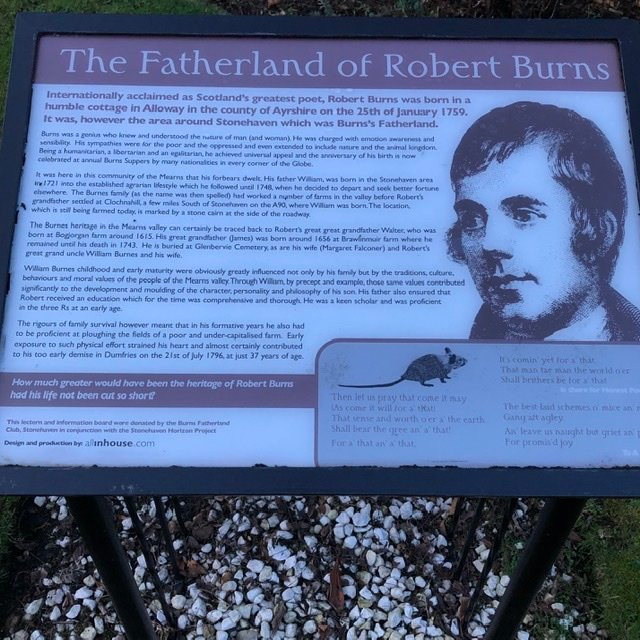 The Fatherland of Robert Burns
Internationally acclaimed as Scotland's greatest poet, Robert Burns was born in a
humble cottage in Alloway in the county of Ayrshire on the 25th of January 1759.
It was, however the area around Stonehaven which was Burns's Fatherland.
Burns was a genius who knew and understood the nature of man (and woman). He was charged with emotion awareness and
sensibility. His sympathies were for the poor and the oppressed and even extended to include nature and the animal kingdom.
Being a humanitarian, a libertarian and an egalitarian, he achieved universal appeal and the anniversary of his birth is now
celebrated at annual Burns Suppers by many nationalities in every corner of the Globe.
It was here in this community of the Mearns that his forbears dwelt. His father William, was born in the Stonehaven area
in 1721 into the established agrarian lifestyle which he followed until 1748, when he decided to depart and seek better fortune
elsewhere. The Burnes family (as the name was then spelled) had worked a number of farms in the valley before Robert's
grandfather settled at Clochnahill, a few miles South of Stonehaven on the A90, where William was born. The location,
which is still being farmed today, is marked by a stone cairn at the side of the roadway.
The Burnes heritage in the Mearns valley can certainly be traced back to Robert's great great grandfather Walter, who was
born at Bogjorgan farm around 1615. His great grandfather (James) was born around 1656 at Brawlinmuir farm where he
remained until his death in 1743. He is buried at Glenbervie Cemetery, as are his wife (Margaret Falconer) and Robert's
great grand uncle William Burnes and his wife.
William Burnes childhood and early maturity were obviously greatly influenced not only by his family but by the traditions, culture,
behaviours and moral values of the people of the Mearns valley. Through William, by precept and example, those same values contributed
significantly to the development and moulding of the character, personality and philosophy of his son. His father also ensured that
Robert received an education which for the time was comprehensive and thorough. He was a keen scholar and was proficient
in the three Rs at an early age.
The rigours of family survival however meant that in his formative years he also had
to be proficient at ploughing the fields of a poor and under-capitalised farm. Early
exposure to such physical effort strained his heart and almost certainly contributed
to his too early demise in Dumfries on the 21st of July 1796, at just 37 years of age.
How much greater would have been the heritage of Robert Burns
had his life not been cut so short?
This lectern and information board were donated by the Burns Fatherland
Club, Stonehaven in conjunction with the Stonehaven Horizon Project
Design and production by: allinhouse.com
Then let us pray that come it may
(As come it will for a' that)
That sense and worth o'er a' the earth
Shall bear the gree an' a' that!
For a' that an' a' that,
It's comin' yet for a' that,
That man tae man the world o'er
Shall brithers be for a' that
The best laid schemes o' mice an'
Gang aft agley,
An' leave us naught but grief an'
For promis'd joy